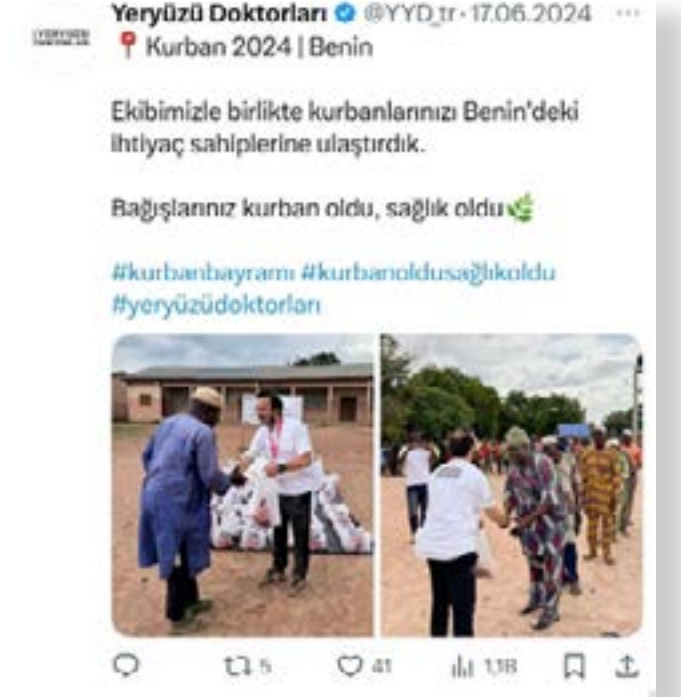 Yeryüzü Doktorları @YYD_tr · 17.06.2024
Kurban 2024 | Benin
Ekibimizle birlikte kurbanlarınızı Benin'deki
ihtiyaç sahiplerine ulaştırdık.
Bağışlarınız kurban oldu, sağlık oldu
#kurbanbayramı #kurbanoldusağlıkoldu
#yeryüzüdoktorları
5 41 1,1B